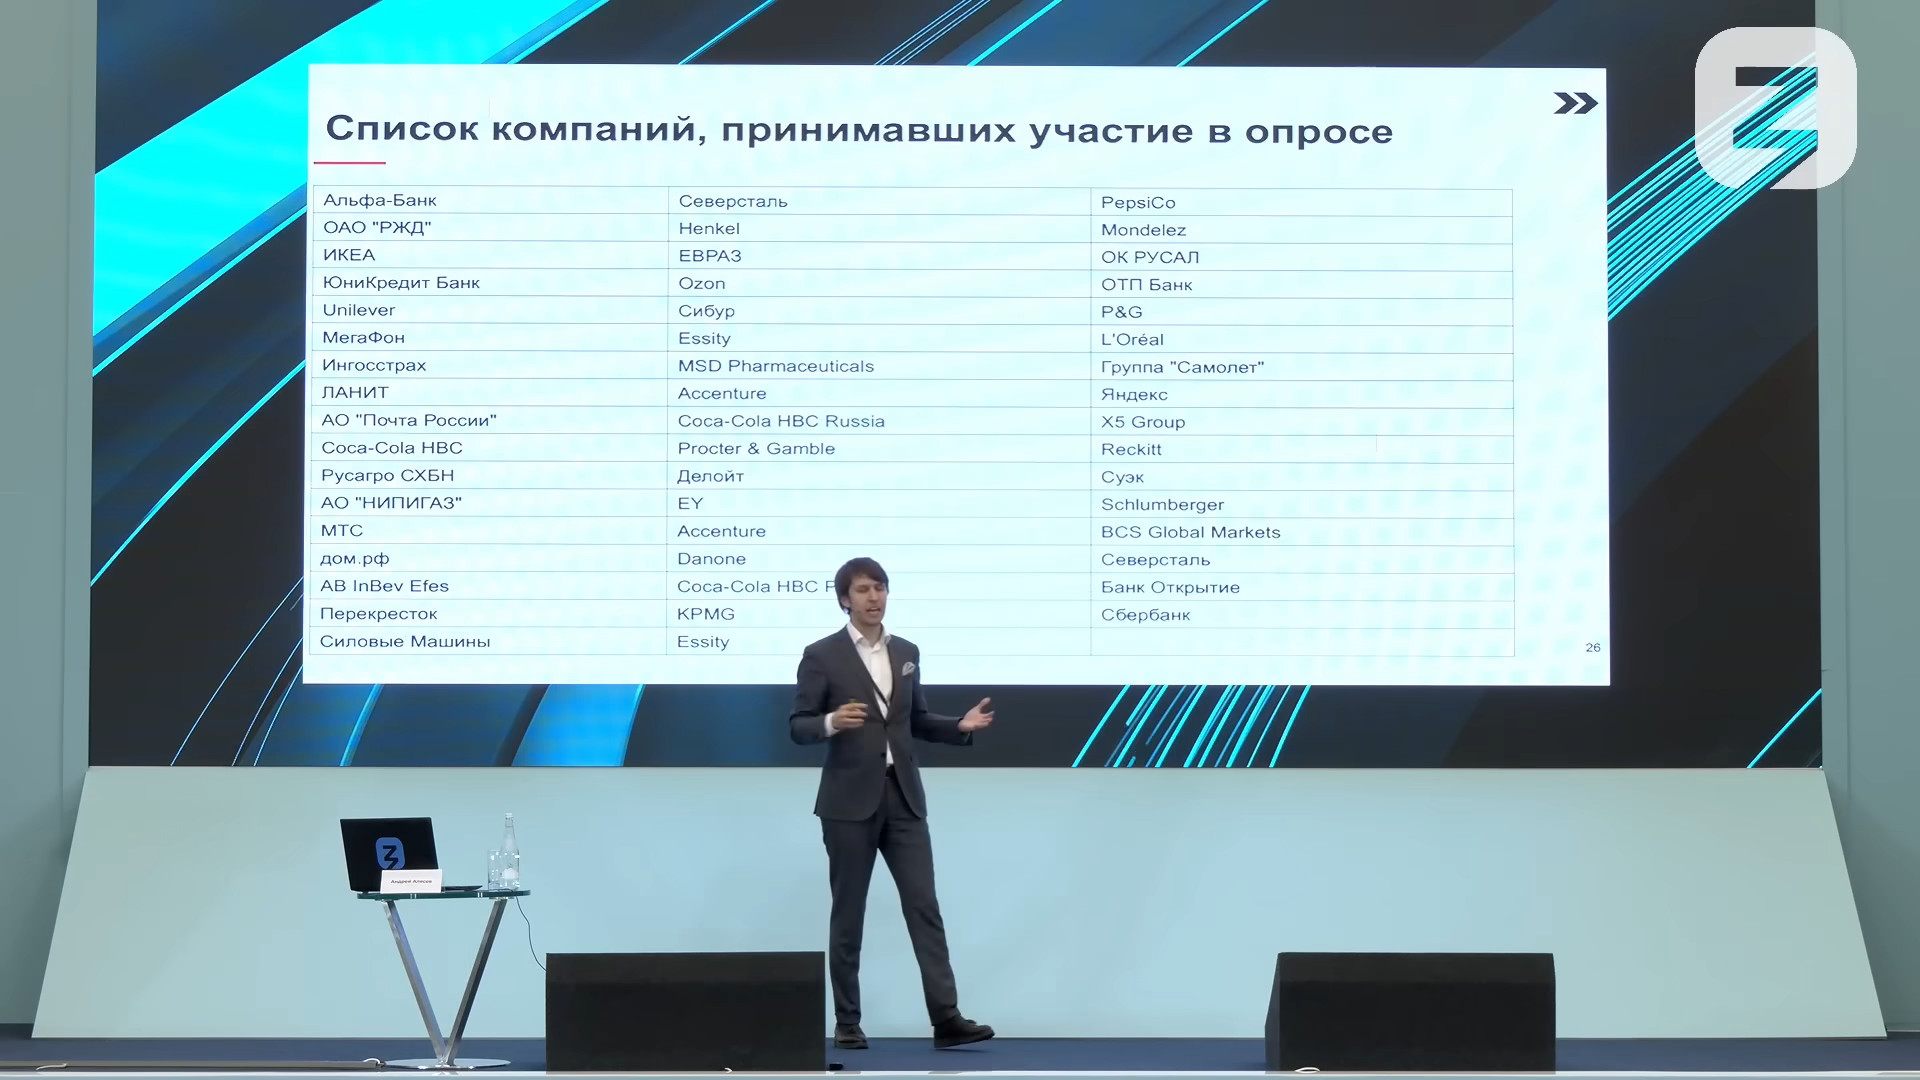 Список компаний, принимавших участие в опросе
Альфа-Банк Северсталь PepsiCo
ОАО "РЖД" Henkel Mondelez
ИКЕА ЕВРАЗ ОК РУСАЛ
ЮниКредит Банк Ozon ОТП Банк
Unilever Сибур P&G
МегаФон Essity L'Oréal
Ингосстрах MSD Pharmaceuticals Группа "Самолет"
ЛАНИТ Accenture Яндекс
АО "Почта России" Coca-Cola HBC Russia X5 Group
Coca-Cola HBC Procter & Gamble Reckitt
Русагро СХБН Делойт Суэк
АО "НИПИГАЗ" EY Schlumberger
МТС Accenture BCS Global Markets
дом.рф Danone Северсталь
AB InBev Efes Coca-Cola HBC Банк Открытие
Перекресток KPMG Сбербанк
Силовые Машины Essity
26
Андрей Алясов